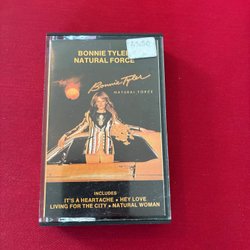 BONNIE TYLER
NATURAL FORCE
Bonnie Tyler
NATURAL FORCE
INCLUDES
IT'S A HEARTACHE • HEY LOVE
LIVING FOR THE CITY • NATURAL WOMAN